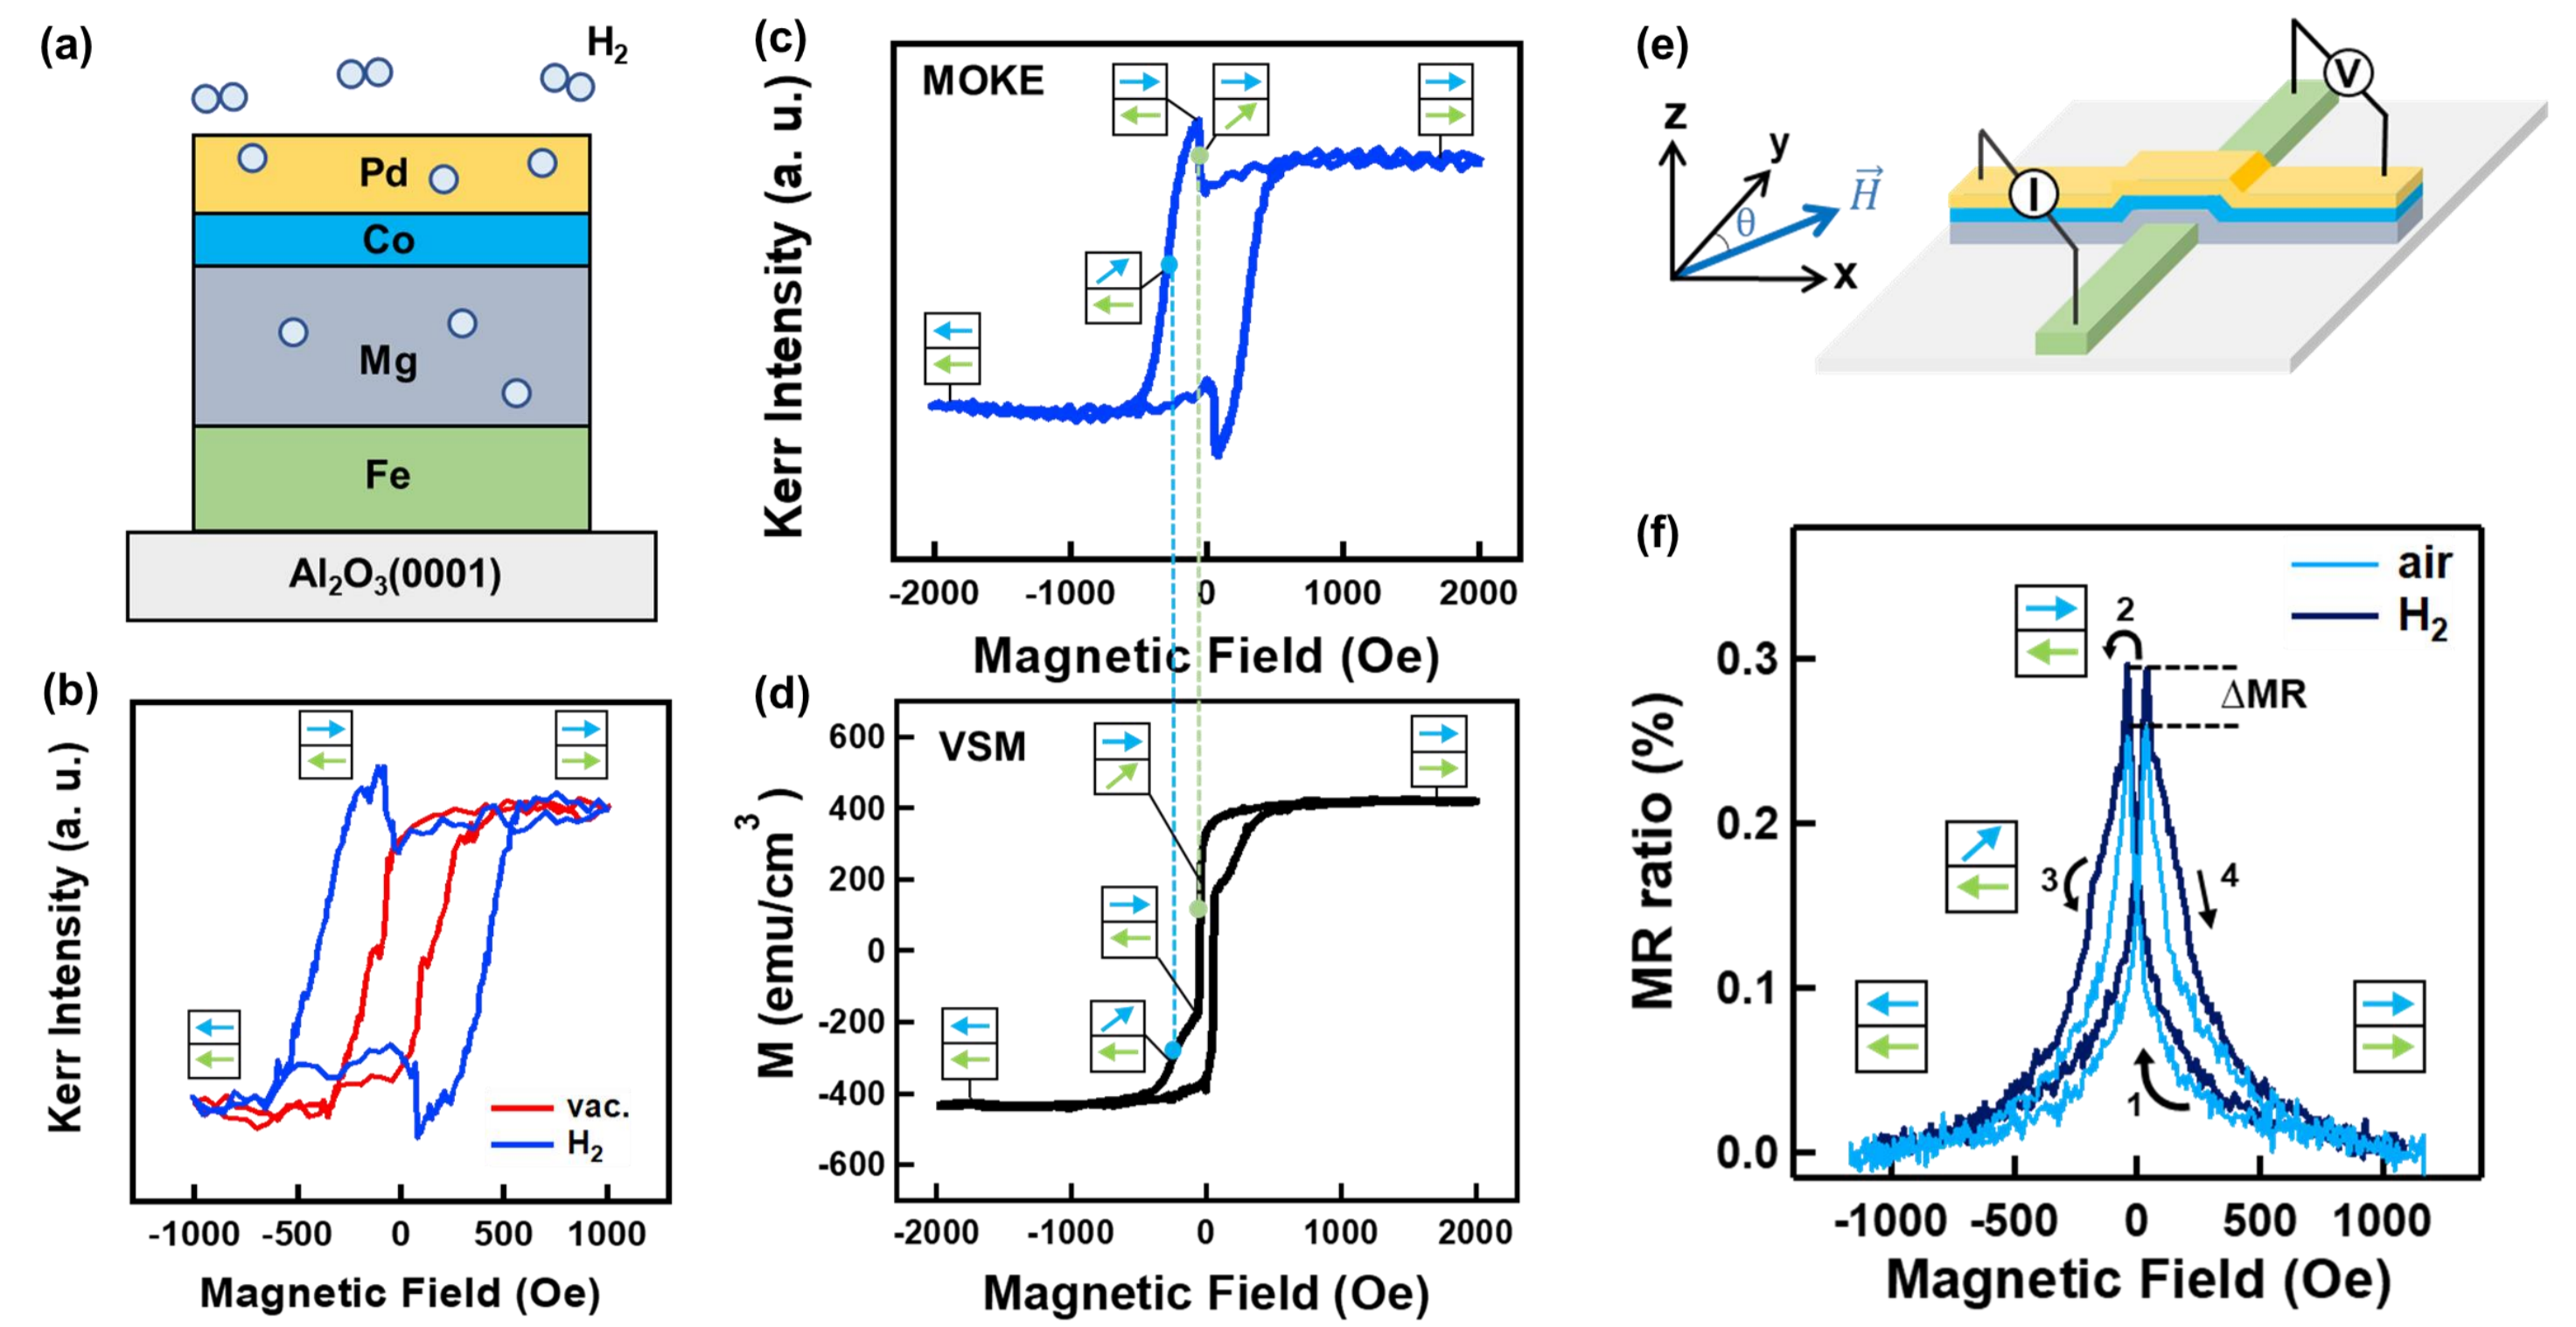 (a)
H₂
Pd
Co
Mg
Fe
Al₂O₃(0001)
(b)
Kerr Intensity (a. u.)
vac.
H₂
-1000 -500 0 500 1000
Magnetic Field (Oe)
(c)
MOKE
Kerr Intensity (a. u.)
-2000 -1000 0 1000 2000
Magnetic Field (Oe)
(d)
VSM
M (emu/cm³)
600
400
200
0
-200
-400
-600
-2000 -1000 0 1000 2000
Magnetic Field (Oe)
(e)
z
y
H
θ
x
I
V
(f)
air
H₂
2
ΔMR
3
4
1
MR ratio (%)
0.3
0.2
0.1
0.0
-1000 -500 0 500 1000
Magnetic Field (Oe)